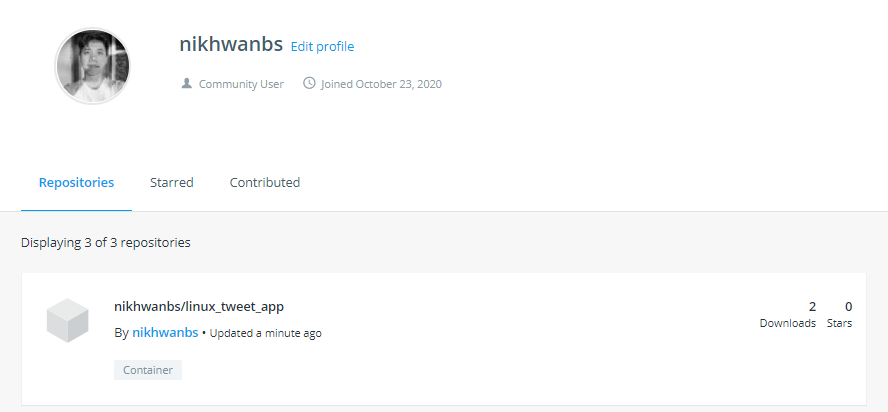 nikhwanbs Edit profile
Community User Joined October 23, 2020
Repositories Starred Contributed
Displaying 3 of 3 repositories
nikhwanbs/linux_tweet_app 2 0
By nikhwanbs • Updated a minute ago Downloads Stars
Container